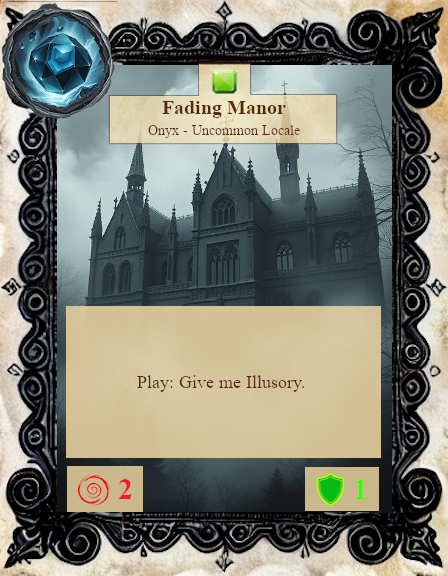 Fading Manor
Onyx - Uncommon Locale
Play: Give me Illusory.
2
1